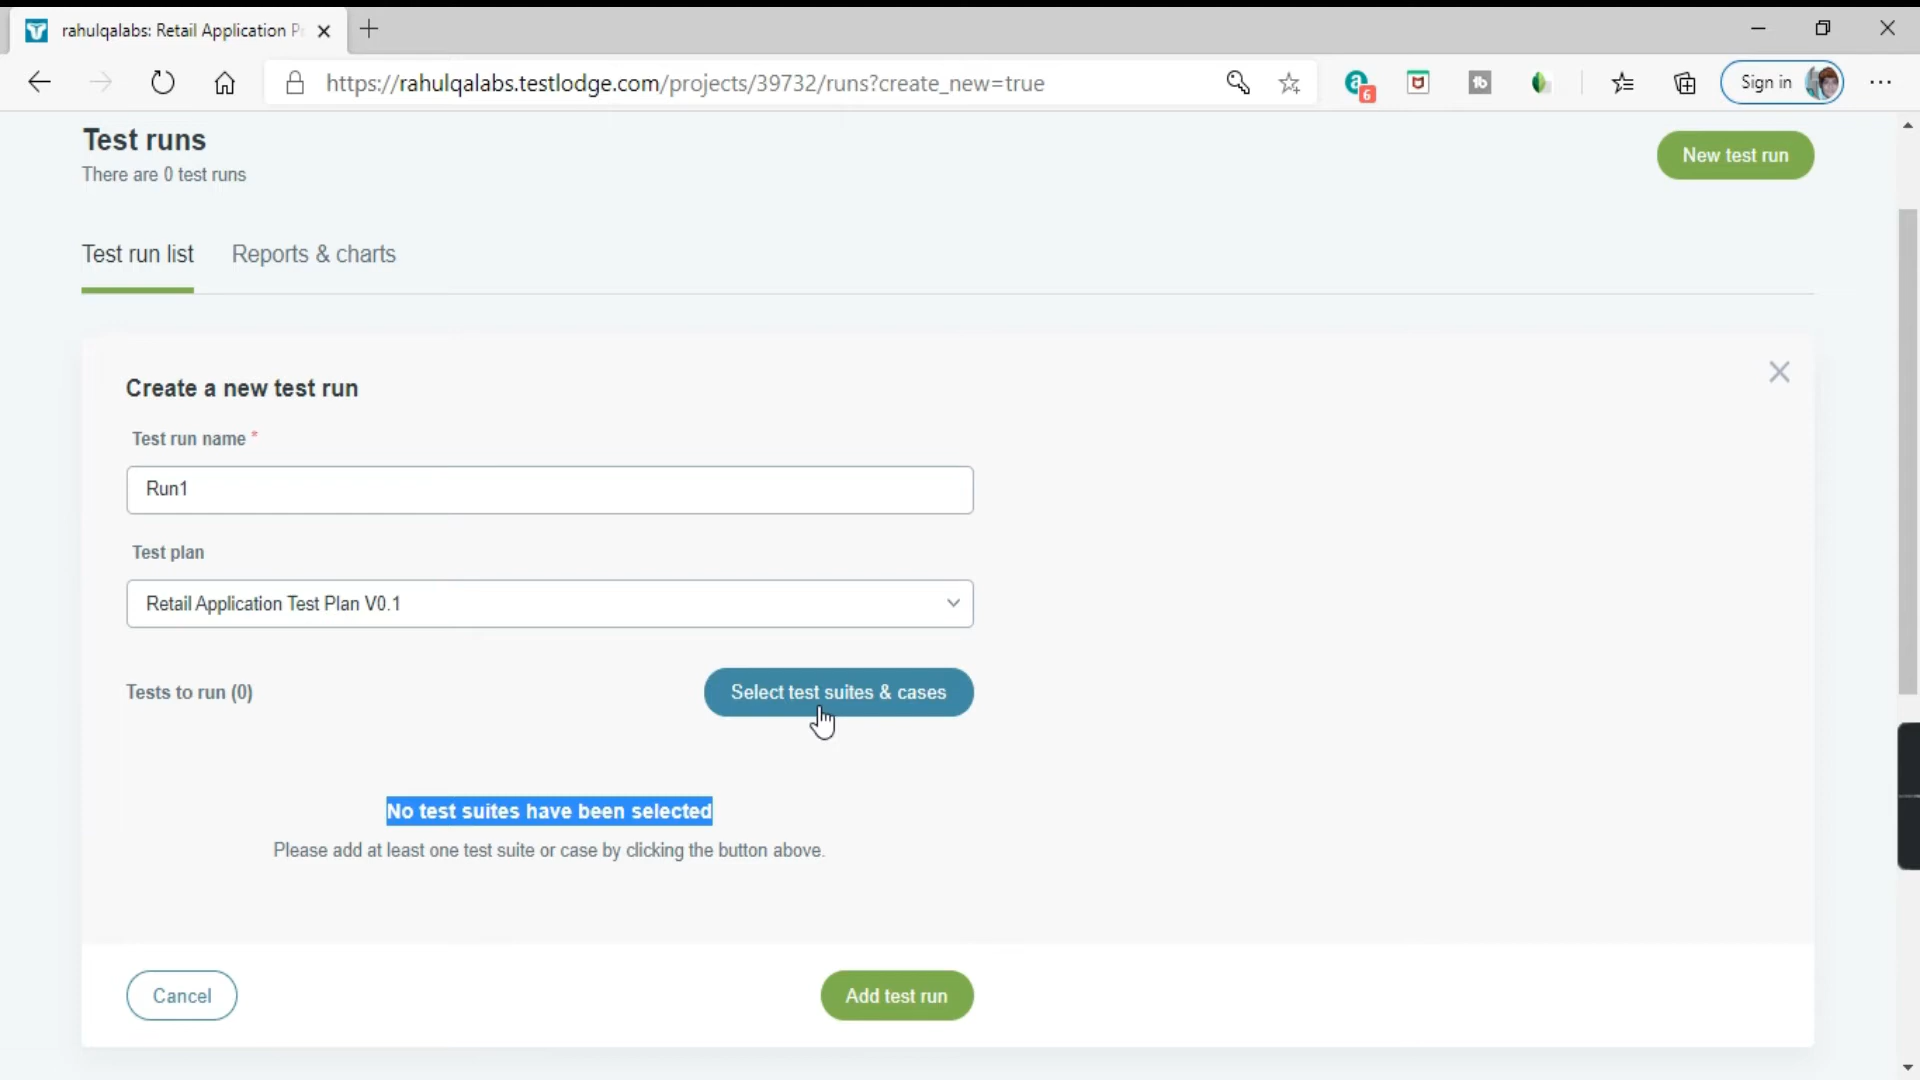 rahulqalabs: Retail Application P
https://rahulqalabs.testlodge.com/projects/39732/runs?create_new=true
a
6
tb
Sign in
Test runs
There are 0 test runs
New test run
Test run list
Reports & charts
Create a new test run
Test run name *
Run1
Test plan
Retail Application Test Plan V0.1
Tests to run (0)
Select test suites & cases
No test suites have been selected
Please add at least one test suite or case by clicking the button above.
Cancel
Add test run